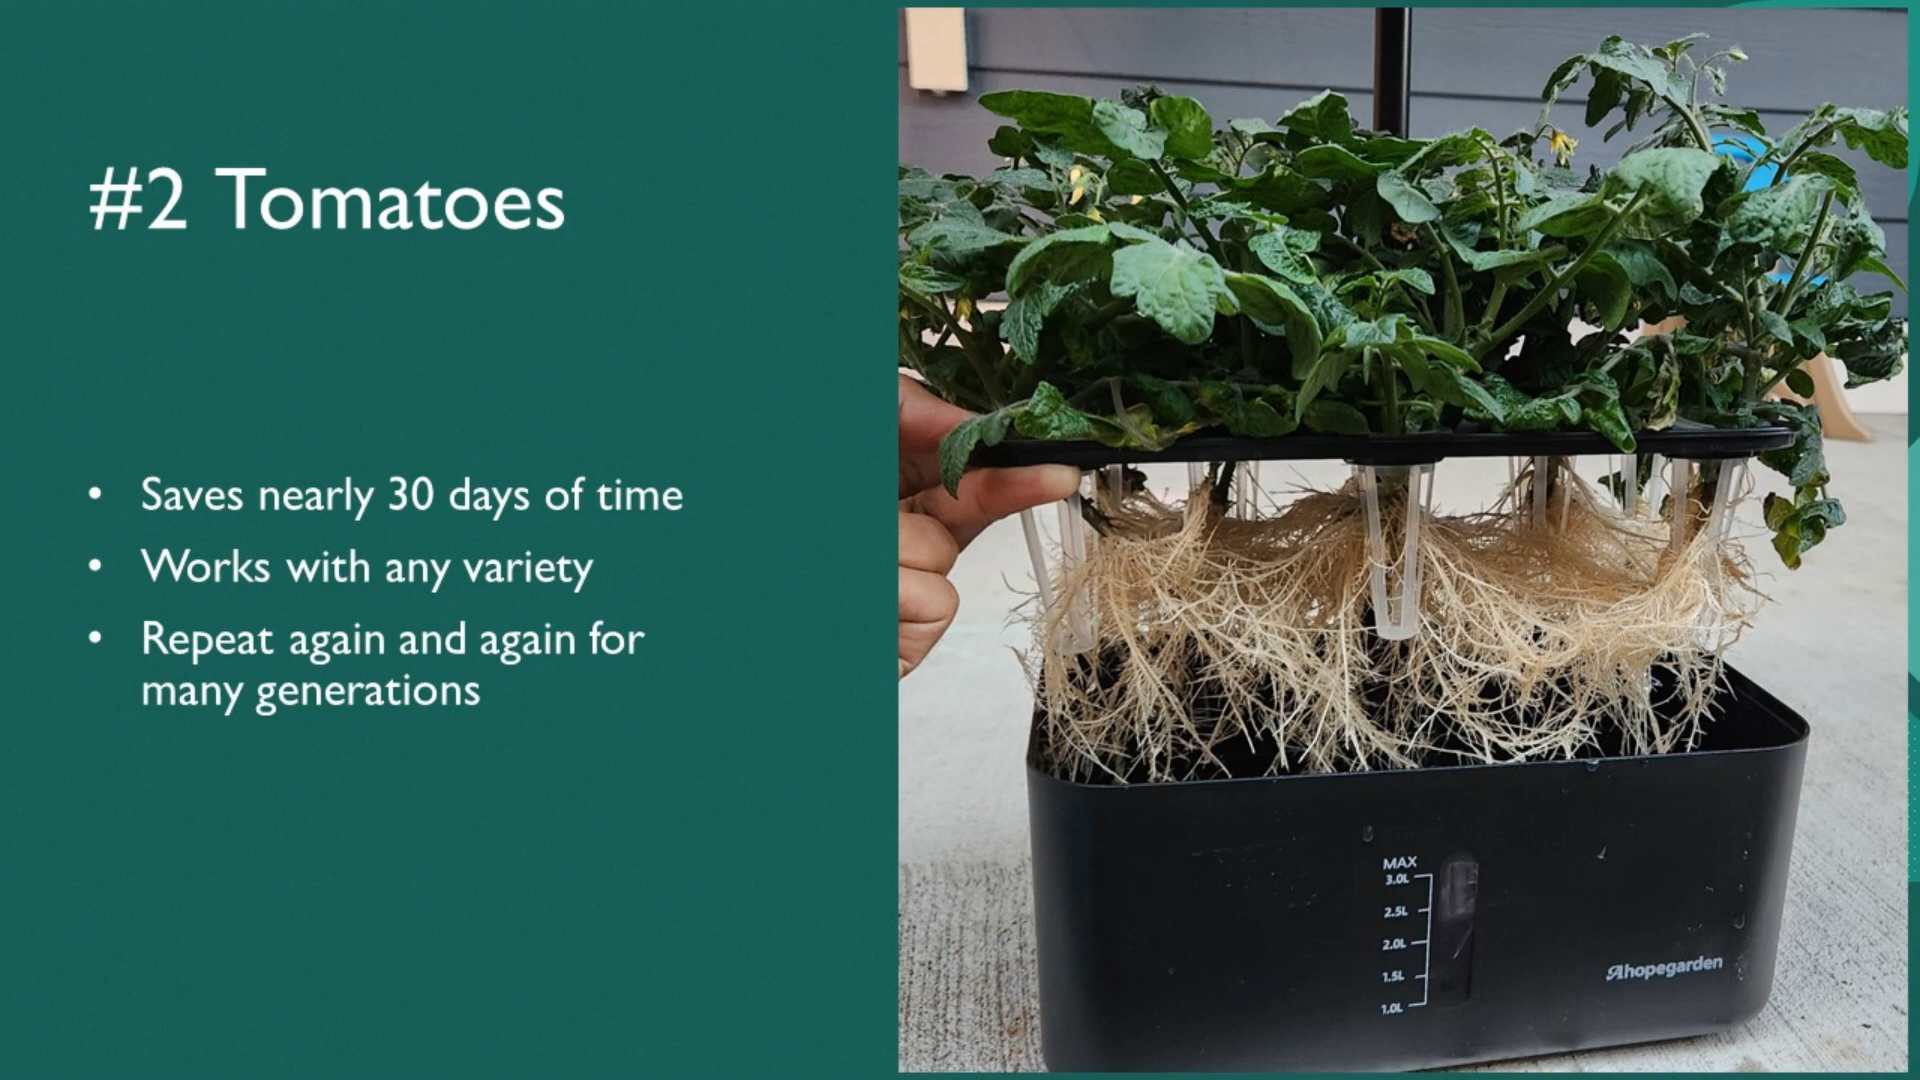 #2 Tomatoes
• Saves nearly 30 days of time
• Works with any variety
• Repeat again and again for
many generations
MAX
3.0L
2.5L
2.0L
1.5L
1.0L
Ahopegarden